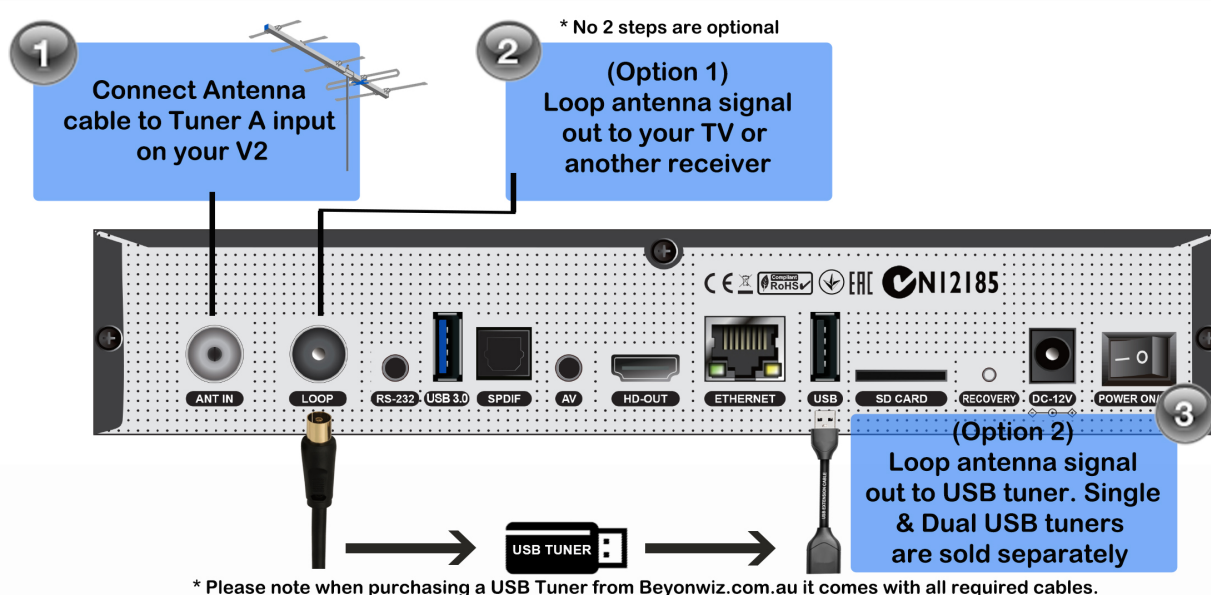 * No 2 steps are optional
1
Connect Antenna
cable to Tuner A input
on your V2
2
(Option 1)
Loop antenna signal
out to your TV or
another receiver
CE Compliant RoHS EAC N12185
ANT IN
LOOP
RS-232
USB 3.0
SPDIF
AV
HD-OUT
ETHERNET
USB
SD CARD
RECOVERY
DC-12V
POWER ON/
3
(Option 2)
Loop antenna signal
out to USB tuner. Single
& Dual USB tuners
are sold separately
USB EXTENSION CABLE
USB TUNER
* Please note when purchasing a USB Tuner from Beyonwiz.com.au it comes with all required cables.